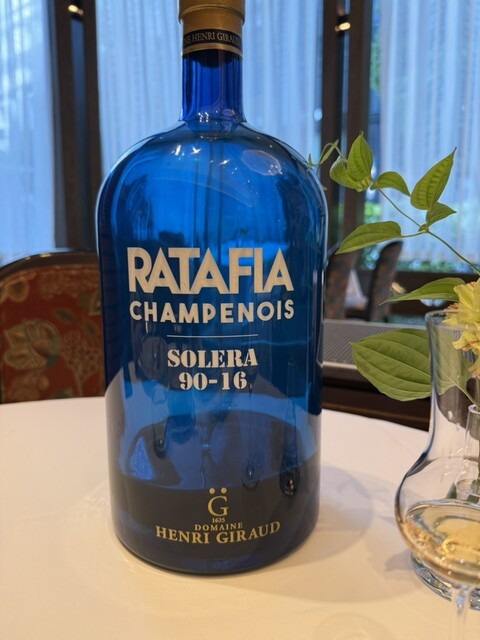 HENRI GIRAUD
RATAFIA
CHAMPENOIS
SOLERA
90-16
G
1625
DOMAINE
HENRI GIRAUD